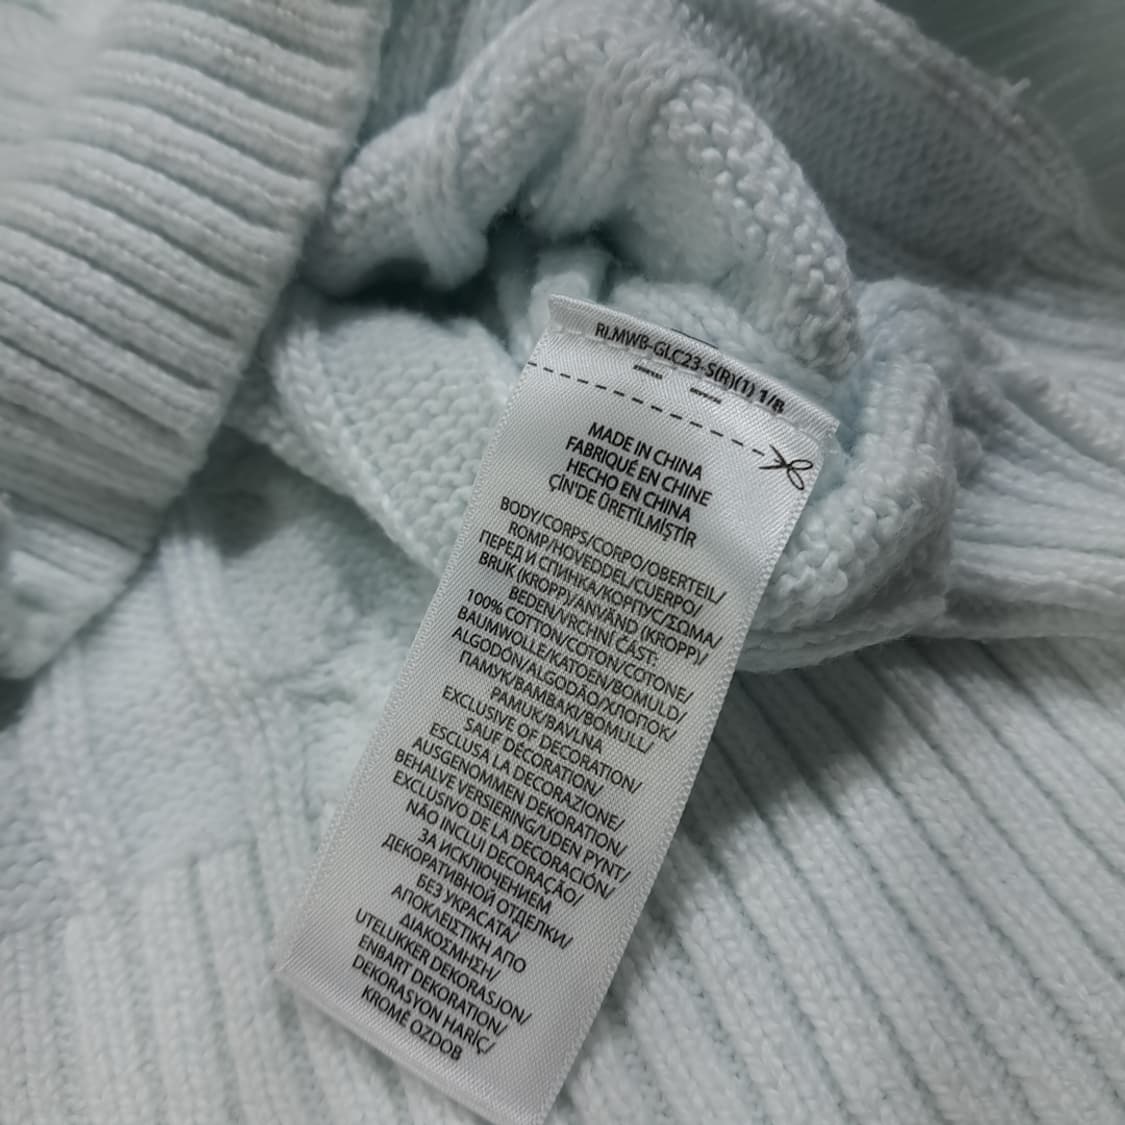 RLMWB-GLC23-S(R)(1) 1/8
MADE IN CHINA
FABRIQUÉ EN CHINE
HECHO EN CHINA
ÇİN'DE ÜRETİLMİŞTİR
BODY/CORPS/CORPO/OBERTEIL/
ROMP/HOVEDDEL/CUERPO/
ПЕРЕД И СПИНКА/КОРПУС/ΣΩΜΑ/
BRUK (KROPP)/ANVÄND (KROPP)/
BEDEN/VRCHNÍ ČÁST:
100% COTTON/COTON/COTONE/
BAUMWOLLE/KATOEN/BOMULD/
ALGODÓN/ALGODÃO/ХЛОПОК/
ПАМУК/ΒΑΜΒΑΚΙ/BOMULL/
PAMUK/BAVLNA
EXCLUSIVE OF DECORATION/
SAUF DÉCORATION/
ESCLUSA LA DECORAZIONE/
AUSGENOMMEN DEKORATION/
BEHALVE VERSIERING/UDEN PYNT/
EXCLUSIVO DE LA DECORACIÓN/
NÃO INCLUI DECORAÇÃO/
ЗА ИСКЛЮЧЕНИЕМ
ДЕКОРАТИВНОЙ ОТДЕЛКИ/
БЕЗ УКРАСАТА/
ΑΠΟΚΛΕΙΣΤΙΚΗ ΑΠΟ
ΔΙΑΚΟΣΜΗΣΗ/
UTELUKKER DEKORASJON/
ENBART DEKORATION/
DEKORASYON HARİÇ/
KROMĚ OZDOB